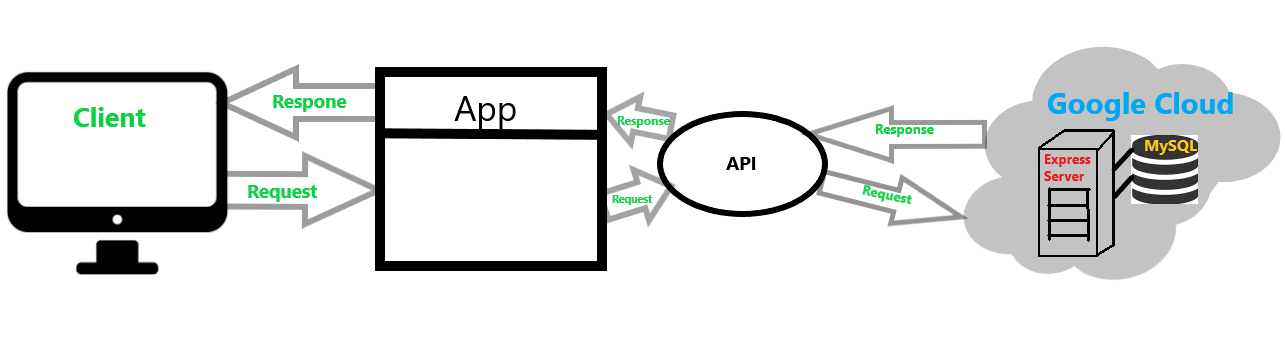 Client
Respone
Request
App
Response
Request
API
Response
Request
Google Cloud
Express
Server
MySQL